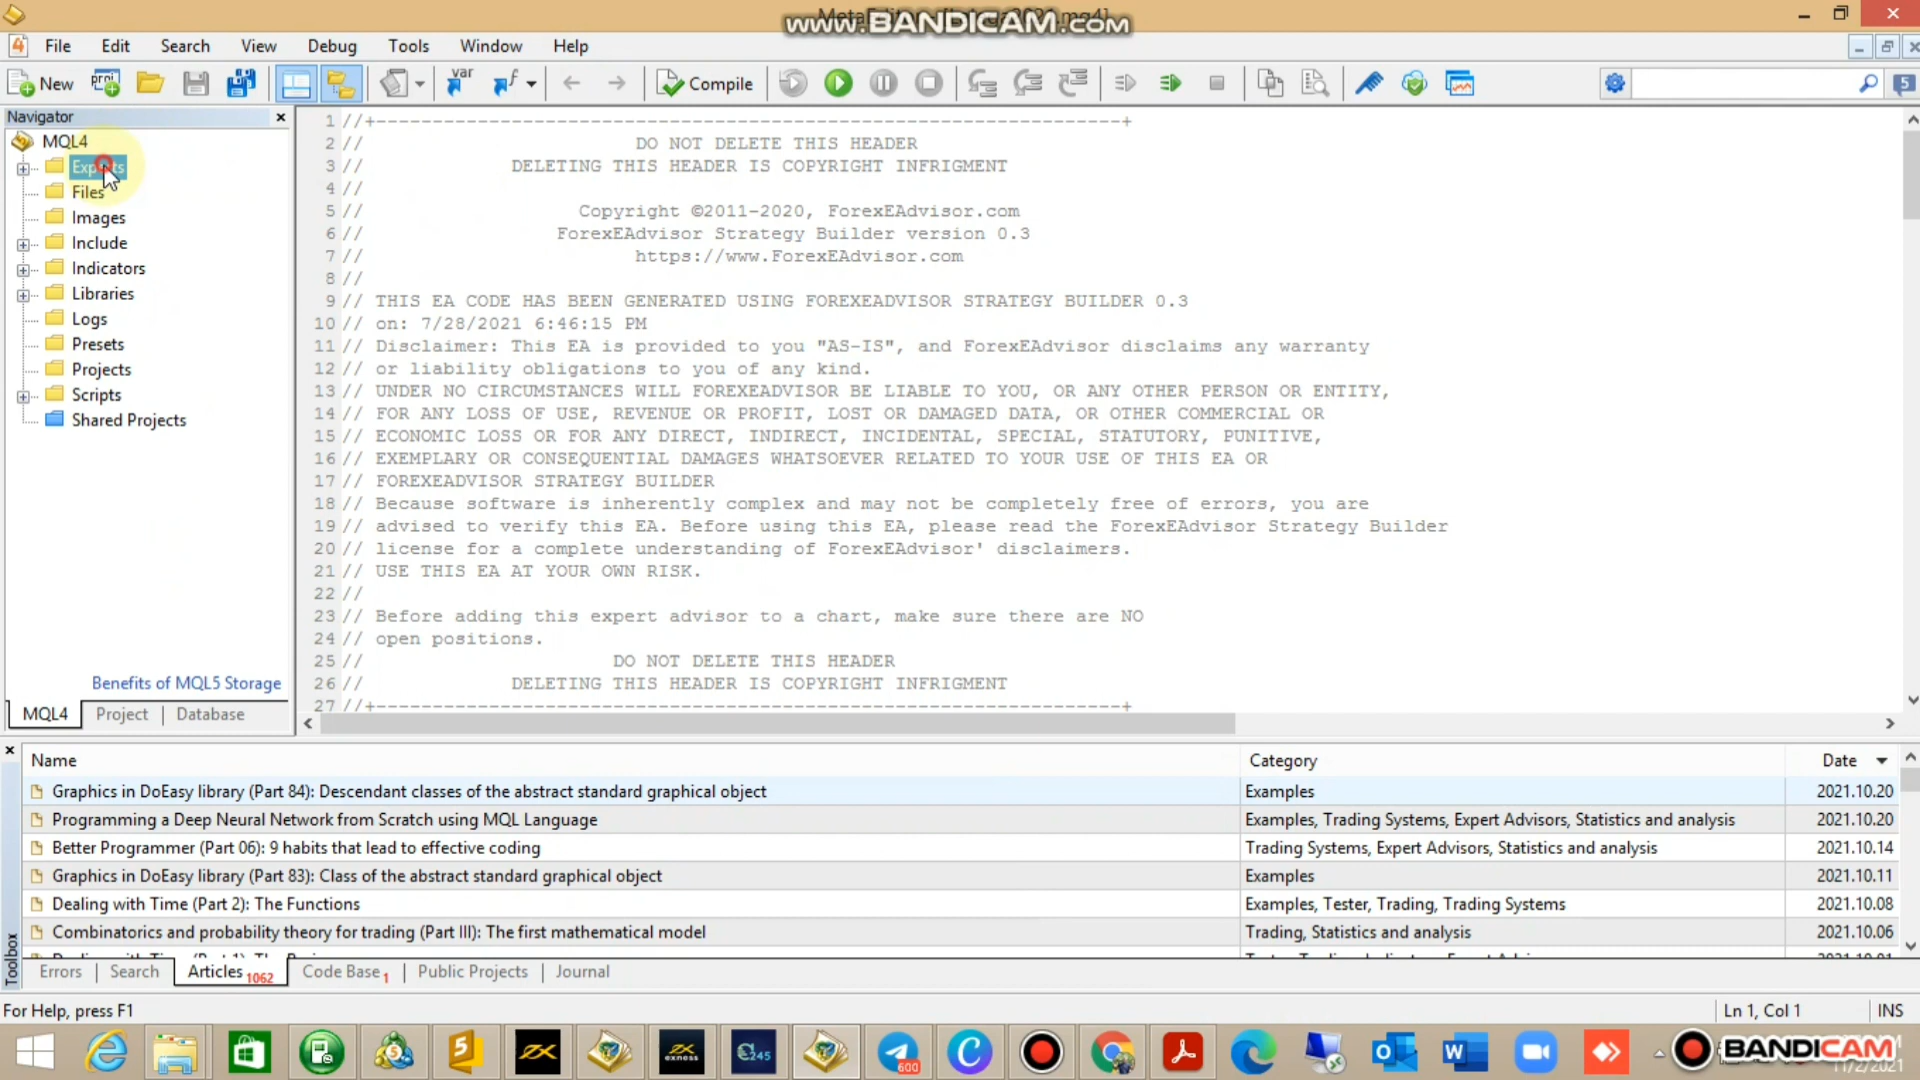 www.BANDICAM.com
File Edit Search View Debug Tools Window Help
New Compile 5
Navigator
MQL4
Experts
Files
Images
Include
Indicators
Libraries
Logs
Presets
Projects
Scripts
Shared Projects
Benefits of MQL5 Storage
MQL4 Project Database
1 //+------------------------------------------------------------------+
2 // DO NOT DELETE THIS HEADER
3 // DELETING THIS HEADER IS COPYRIGHT INFRIGMENT
4 //
5 // Copyright ©2011-2020, ForexEAdvisor.com
6 // ForexEAdvisor Strategy Builder version 0.3
7 // https://www.ForexEAdvisor.com
8 //
9 // THIS EA CODE HAS BEEN GENERATED USING FOREXEADVISOR STRATEGY BUILDER 0.3
10 // on: 7/28/2021 6:46:15 PM
11 // Disclaimer: This EA is provided to you "AS-IS", and ForexEAdvisor disclaims any warranty
12 // or liability obligations to you of any kind.
13 // UNDER NO CIRCUMSTANCES WILL FOREXEADVISOR BE LIABLE TO YOU, OR ANY OTHER PERSON OR ENTITY,
14 // FOR ANY LOSS OF USE, REVENUE OR PROFIT, LOST OR DAMAGED DATA, OR OTHER COMMERCIAL OR
15 // ECONOMIC LOSS OR FOR ANY DIRECT, INDIRECT, INCIDENTAL, SPECIAL, STATUTORY, PUNITIVE,
16 // EXEMPLARY OR CONSEQUENTIAL DAMAGES WHATSOEVER RELATED TO YOUR USE OF THIS EA OR
17 // FOREXEADVISOR STRATEGY BUILDER
18 // Because software is inherently complex and may not be completely free of errors, you are
19 // advised to verify this EA. Before using this EA, please read the ForexEAdvisor Strategy Builder
20 // license for a complete understanding of ForexEAdvisor' disclaimers.
21 // USE THIS EA AT YOUR OWN RISK.
22 //
23 // Before adding this expert advisor to a chart, make sure there are NO
24 // open positions.
25 // DO NOT DELETE THIS HEADER
26 // DELETING THIS HEADER IS COPYRIGHT INFRIGMENT
27 //+------------------------------------------------------------------+
Name Category Date
Graphics in DoEasy library (Part 84): Descendant classes of the abstract standard graphical object Examples 2021.10.20
Programming a Deep Neural Network from Scratch using MQL Language Examples, Trading Systems, Expert Advisors, Statistics and analysis 2021.10.20
Better Programmer (Part 06): 9 habits that lead to effective coding Trading Systems, Expert Advisors, Statistics and analysis 2021.10.14
Graphics in DoEasy library (Part 83): Class of the abstract standard graphical object Examples 2021.10.11
Dealing with Time (Part 2): The Functions Examples, Tester, Trading, Trading Systems 2021.10.08
Combinatorics and probability theory for trading (Part III): The first mathematical model Trading, Statistics and analysis 2021.10.06
Toolbox
Errors Search Articles 1062 Code Base 1 Public Projects Journal
For Help, press F1 Ln 1, Col 1 INS
exness 245 600
BANDICAM
11/2/2021